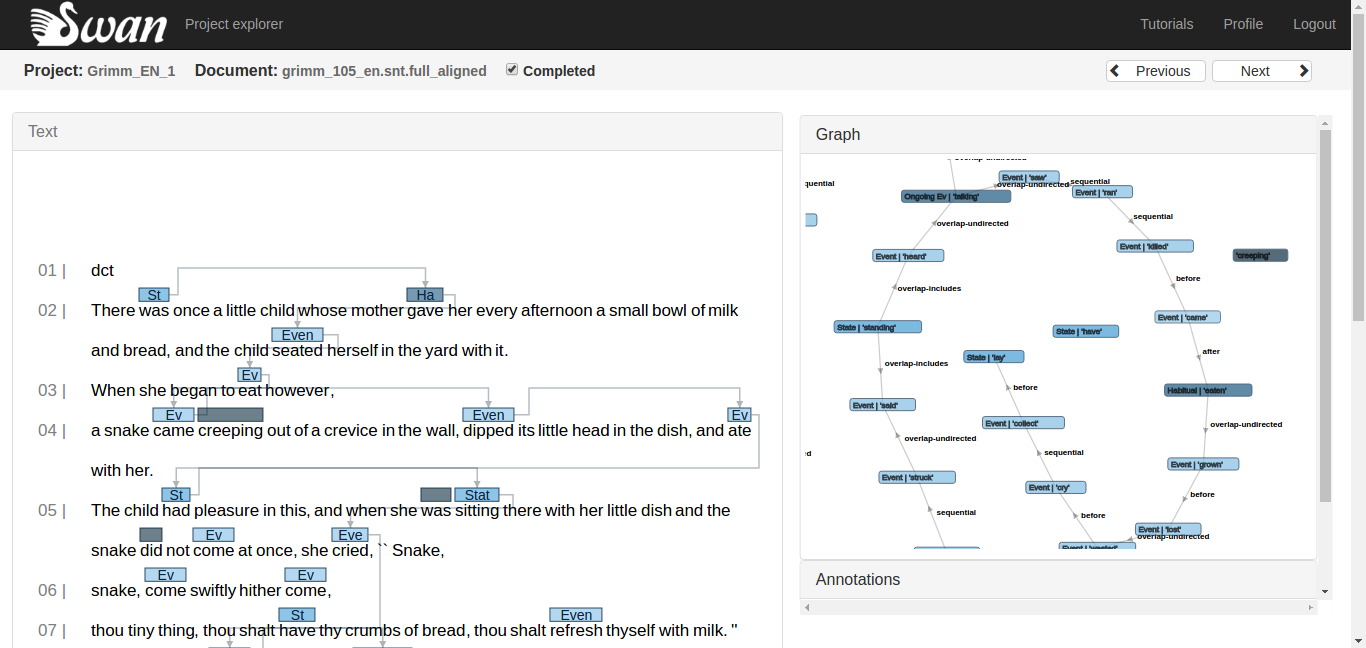 Swan Project explorer Tutorials Profile Logout
Project: Grimm_EN_1 Document: grimm_105_en.snt.full_aligned Completed Previous Next
Text
01 | dct
St Ha
02 | There was once a little child whose mother gave her every afternoon a small bowl of milk
Even
and bread, and the child seated herself in the yard with it.
Ev
03 | When she began to eat however,
Ev Even Ev
04 | a snake came creeping out of a crevice in the wall, dipped its little head in the dish, and ate
with her.
St Stat
05 | The child had pleasure in this, and when she was sitting there with her little dish and the
Ev Eve
snake did not come at once, she cried, `` Snake,
Ev Ev
06 | snake, come swiftly hither come,
St Even
07 | thou tiny thing, thou shalt have thy crumbs of bread, thou shalt refresh thyself with milk. "
Graph
overlap-undirected
Event | 'saw'
quential
overlap-undirected
sequential
Event | 'ran'
Ongoing Ev | 'talking'
sequential
overlap-undirected
Event | 'killed'
Event | 'heard'
'creeping'
before
overlap-includes
Event | 'came'
State | 'standing'
State | 'have'
after
State | 'lay'
overlap-includes
before
Habitual | 'eaten'
Event | 'said'
Event | 'collect'
overlap-undirected
overlap-undirected
sequential
ed
Event | 'grown'
Event | 'struck'
Event | 'cry'
before
sequential
before
Event | 'lost'
overlap-undirected
Event | 'wanted'
Annotations